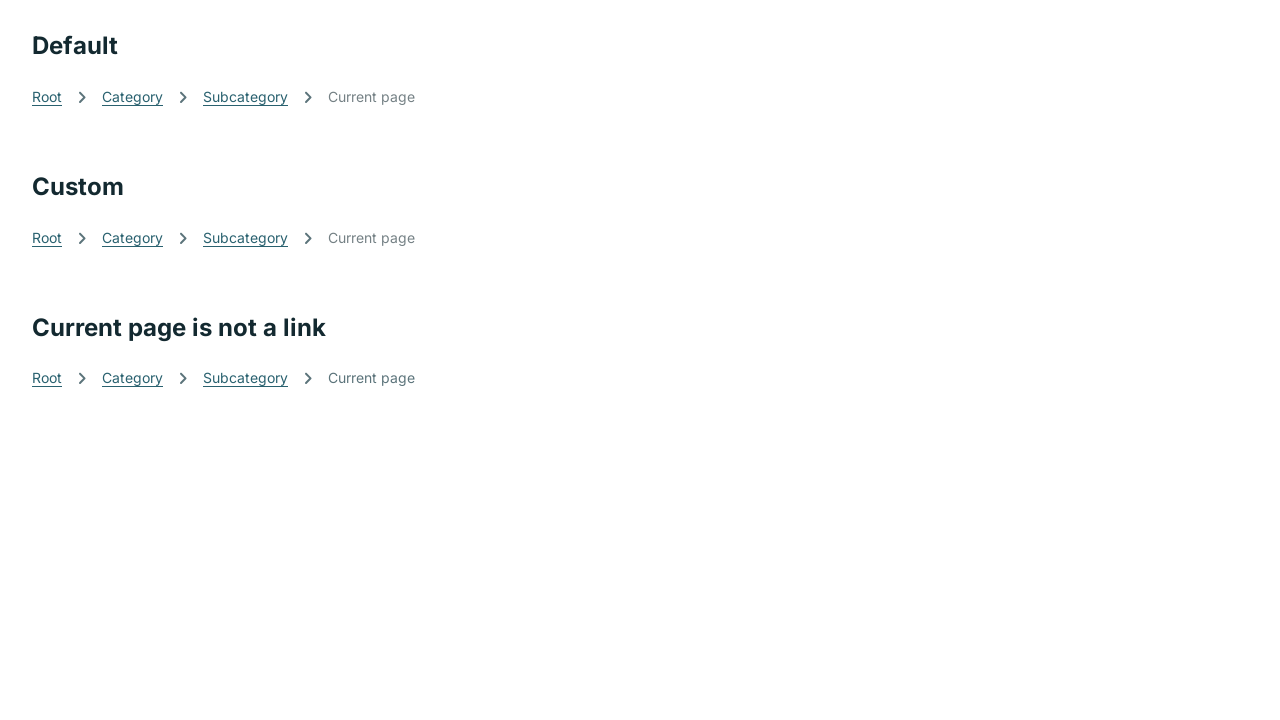 Default
Root Category Subcategory Current page
Custom
Root Category Subcategory Current page
Current page is not a link
Root Category Subcategory Current page